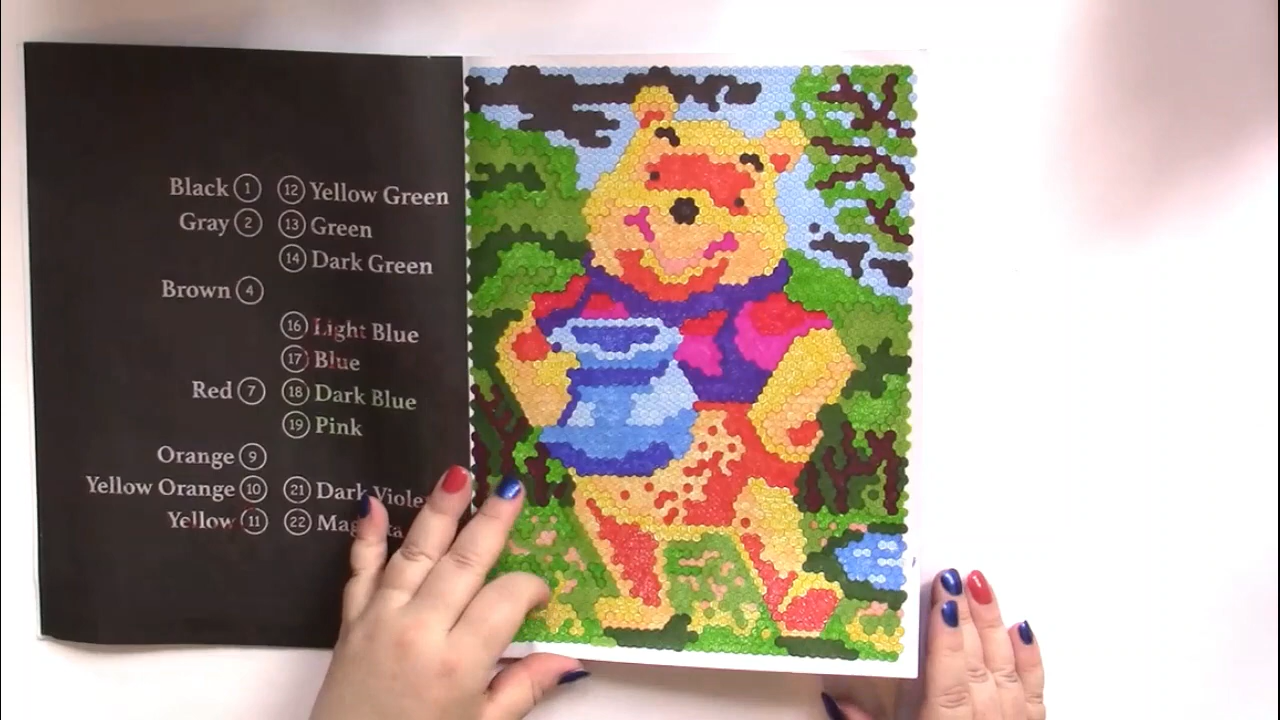 Black 1 12 Yellow Green
Gray 2 13 Green
14 Dark Green
Brown 4
16 Light Blue
17 Blue
Red 7 18 Dark Blue
19 Pink
Orange 9
Yellow Orange 10 21 Dark
Yellow 11 22